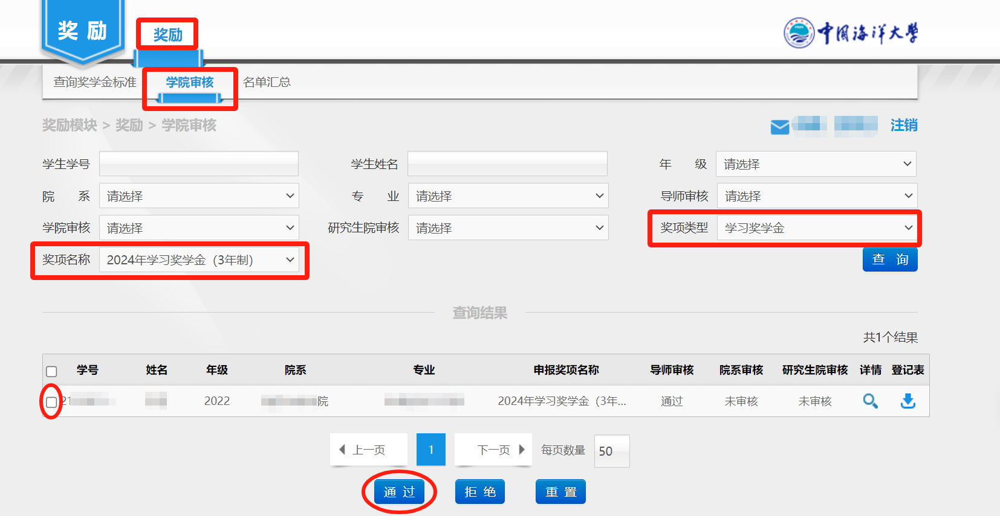 奖 励
奖励
中国海洋大学
查询奖学金标准 学院审核 名单汇总
奖励模块 > 奖励 > 学院审核
注销
学生学号 学生姓名 年 级 请选择
院 系 请选择 专 业 请选择 导师审核 请选择
学院审核 请选择 研究生院审核 请选择 奖项类型 学习奖学金
奖项名称 2024年学习奖学金（3年制） 查 询
查询结果
共1个结果
学号 姓名 年级 院系 专业 申报奖项名称 导师审核 院系审核 研究生院审核 详情 登记表
21 2022 院 2024年学习奖学金（3年... 通过 未审核 未审核
上一页 1 下一页 每页数量 50
通 过 拒 绝 重 置